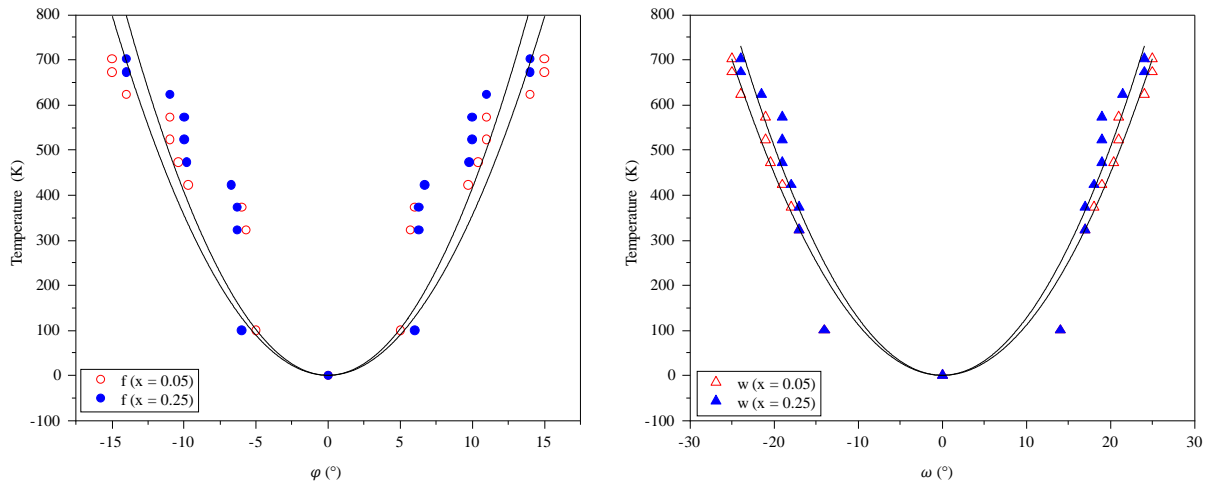 800
700
600
500
400
300
200
100
0
-100
Temperature (K)
-15 -10 -5 0 5 10 15
φ (°)
f (x = 0.05)
f (x = 0.25)
800
700
600
500
400
300
200
100
0
-100
Temperature (K)
-30 -20 -10 0 10 20 30
ω (°)
w (x = 0.05)
w (x = 0.25)